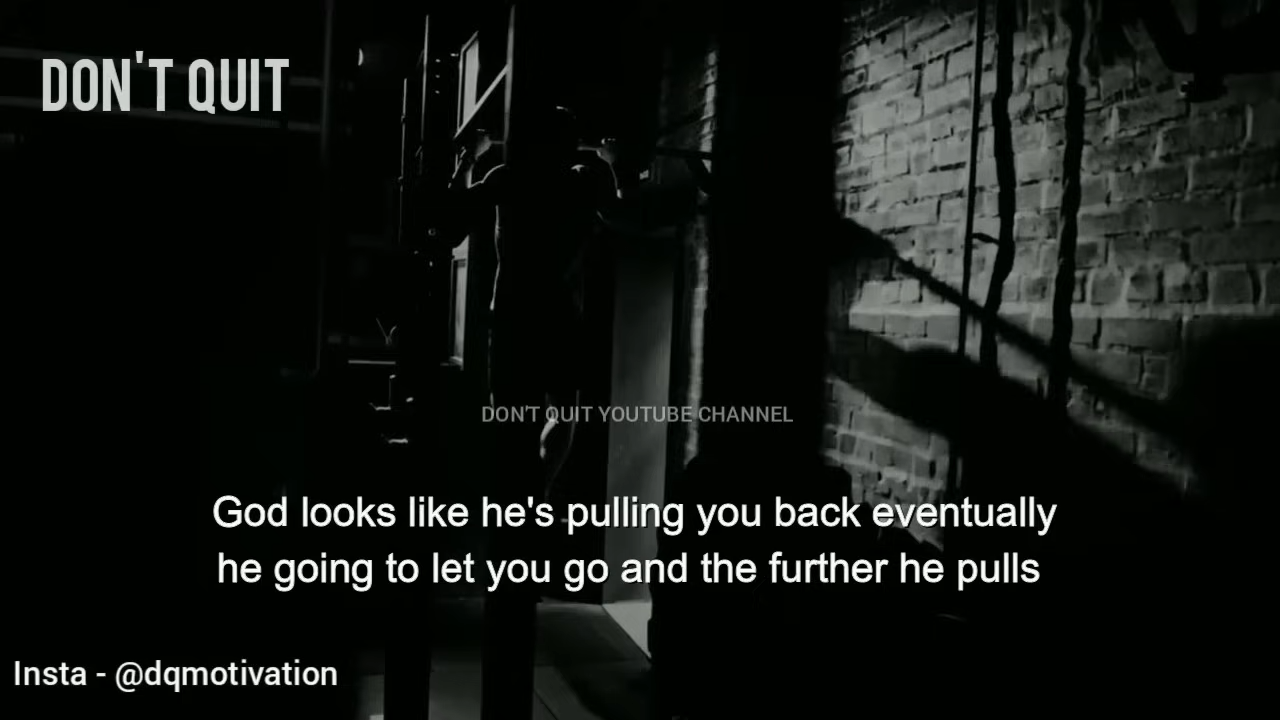 DON'T QUIT
DON'T QUIT YOUTUBE CHANNEL
God looks like he's pulling you back eventually
he going to let you go and the further he pulls
Insta - @dqmotivation